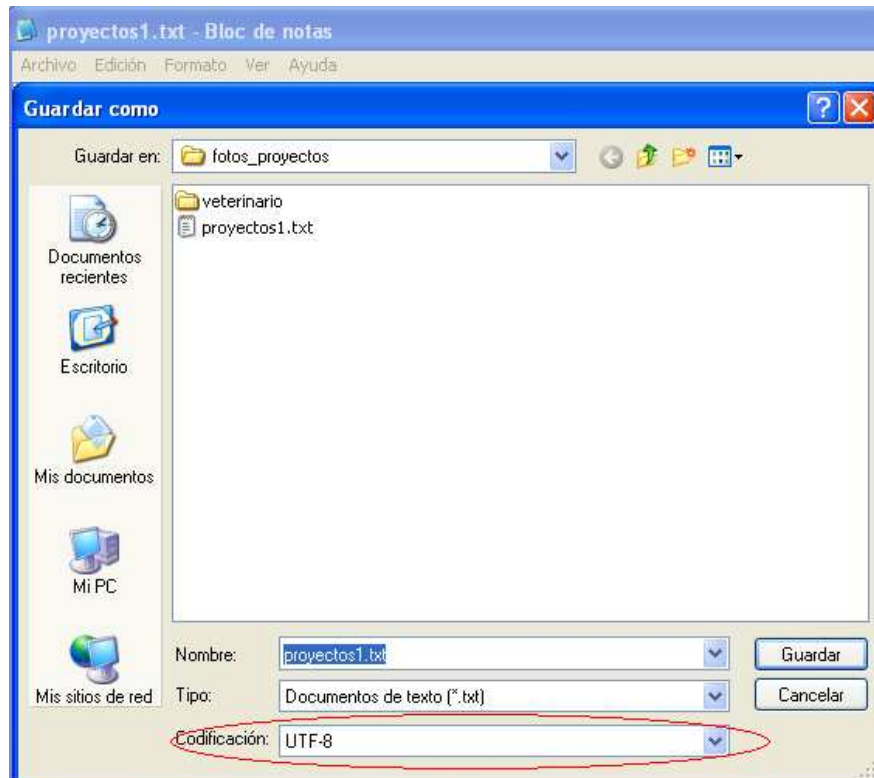 proyectos1.txt - Bloc de notas
Archivo Edición Formato Ver Ayuda
Guardar como
Guardar en: fotos_proyectos
veterinario
proyectos1.txt
Documentos
recientes
Escritorio
Mis documentos
Mi PC
Mis sitios de red
Nombre: proyectos1.txt Guardar
Tipo: Documentos de texto (*.txt) Cancelar
Codificación: UTF-8